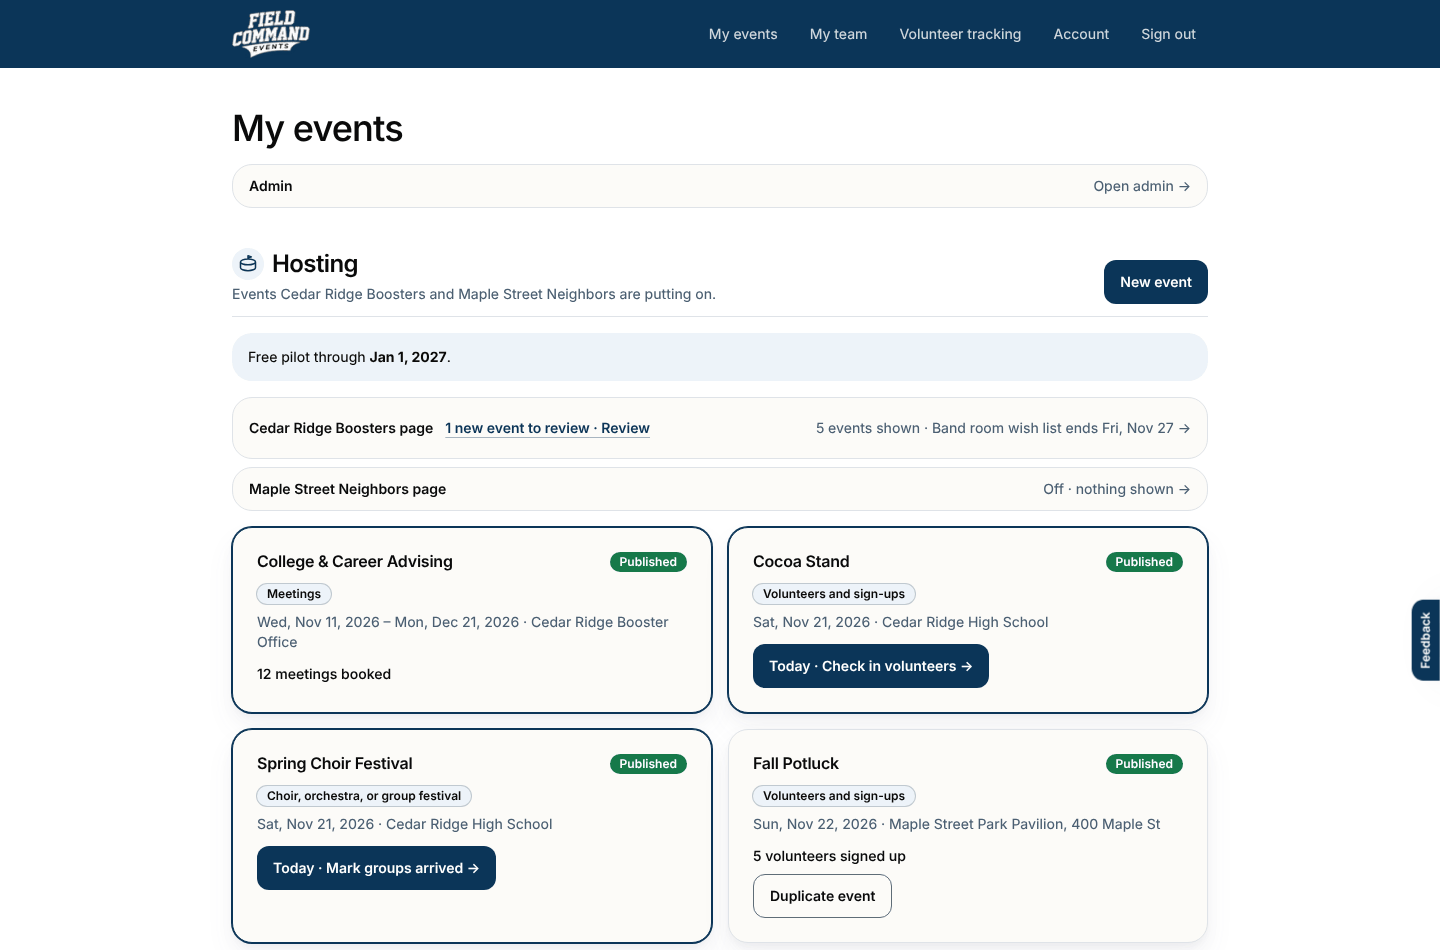 FIELD
COMMAND
EVENTS
My events
My team
Volunteer tracking
Account
Sign out
My events
Admin
Open admin →
Hosting
Events Cedar Ridge Boosters and Maple Street Neighbors are putting on.
New event
Free pilot through Jan 1, 2027.
Cedar Ridge Boosters page
1 new event to review · Review
5 events shown · Band room wish list ends Fri, Nov 27 →
Maple Street Neighbors page
Off · nothing shown →
College & Career Advising
Published
Meetings
Wed, Nov 11, 2026 – Mon, Dec 21, 2026 · Cedar Ridge Booster
Office
12 meetings booked
Cocoa Stand
Published
Volunteers and sign-ups
Sat, Nov 21, 2026 · Cedar Ridge High School
Today · Check in volunteers →
Spring Choir Festival
Published
Choir, orchestra, or group festival
Sat, Nov 21, 2026 · Cedar Ridge High School
Today · Mark groups arrived →
Fall Potluck
Published
Volunteers and sign-ups
Sun, Nov 22, 2026 · Maple Street Park Pavilion, 400 Maple St
5 volunteers signed up
Duplicate event
Feedback